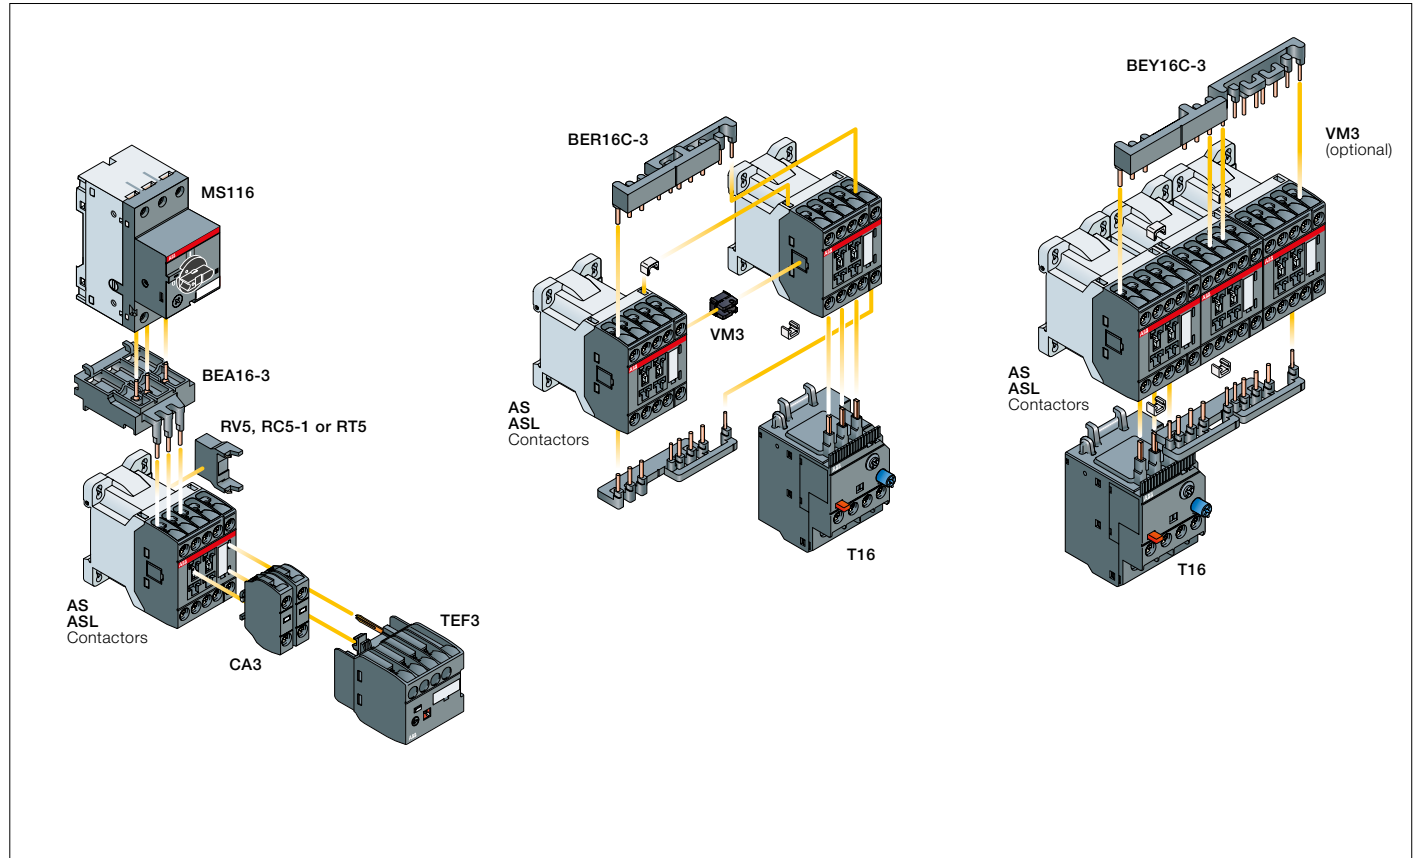 MS116
BEA16-3
RV5, RC5-1 or RT5
AS
ASL
Contactors
CA3
TEF3
BER16C-3
VM3
AS
ASL
Contactors
T16
BEY16C-3
VM3
(optional)
AS
ASL
Contactors
T16